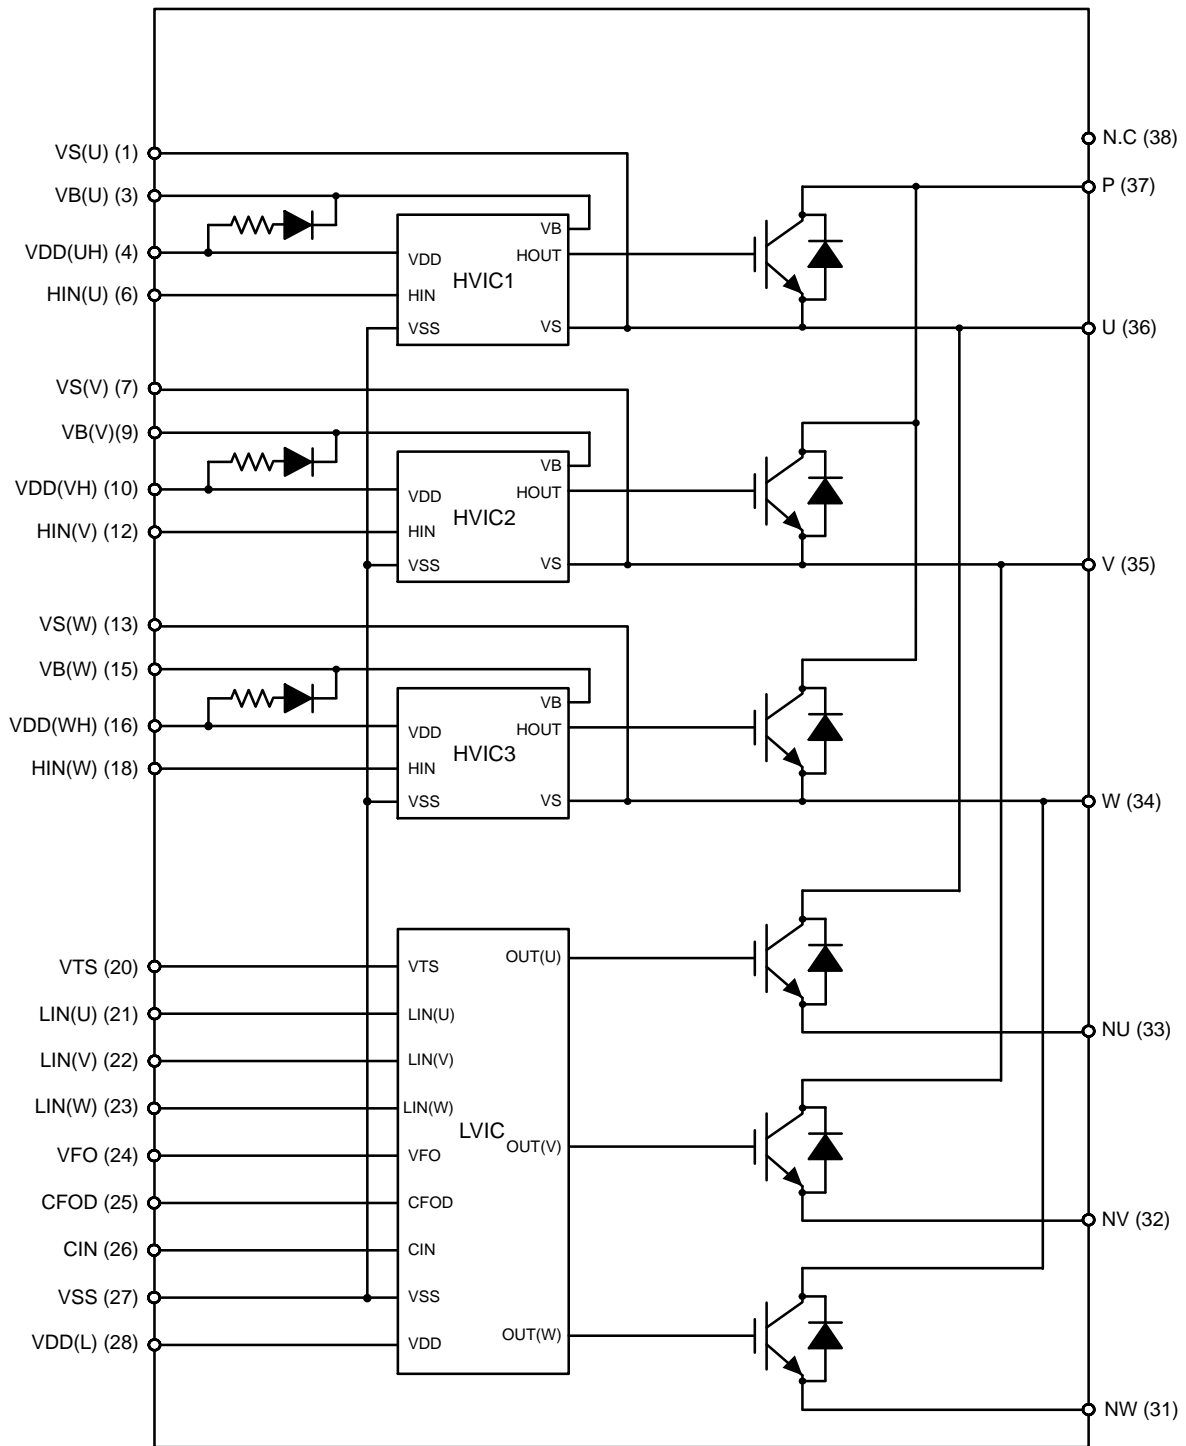 VS(U) (1)
VB(U) (3)
VDD(UH) (4)
HIN(U) (6)
VS(V) (7)
VB(V)(9)
VDD(VH) (10)
HIN(V) (12)
VS(W) (13)
VB(W) (15)
VDD(WH) (16)
HIN(W) (18)
VTS (20)
LIN(U) (21)
LIN(V) (22)
LIN(W) (23)
VFO (24)
CFOD (25)
CIN (26)
VSS (27)
VDD(L) (28)
VB
VDD
HOUT
HVIC1
HIN
VSS
VS
VB
VDD
HOUT
HVIC2
HIN
VSS
VS
VB
VDD
HOUT
HVIC3
HIN
VSS
VS
VTS
OUT(U)
LIN(U)
LIN(V)
LIN(W)
LVIC
OUT(V)
VFO
CFOD
CIN
VSS
OUT(W)
VDD
N.C (38)
P (37)
U (36)
V (35)
W (34)
NU (33)
NV (32)
NW (31)